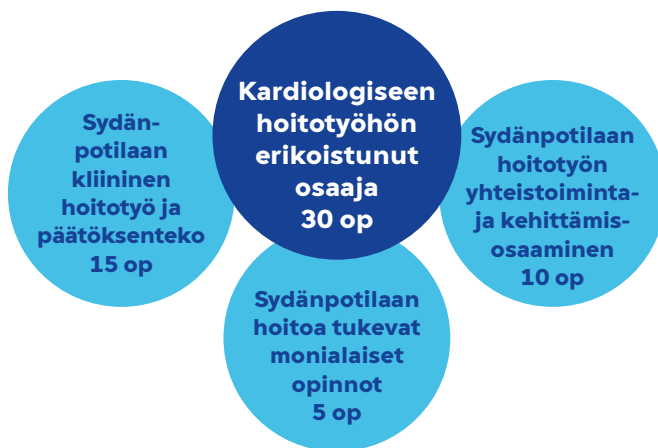 Kardiologiseen
hoitotyöhön
erikoistunut
osaaja
30 op
Sydän-
potilaan
kliininen
hoitotyö ja
päätöksenteko
15 op
Sydänpotilaan
hoitotyön
yhteistoiminta-
ja kehittämis-
osaaminen
10 op
Sydänpotilaan
hoitoa tukevat
monialaiset
opinnot
5 op